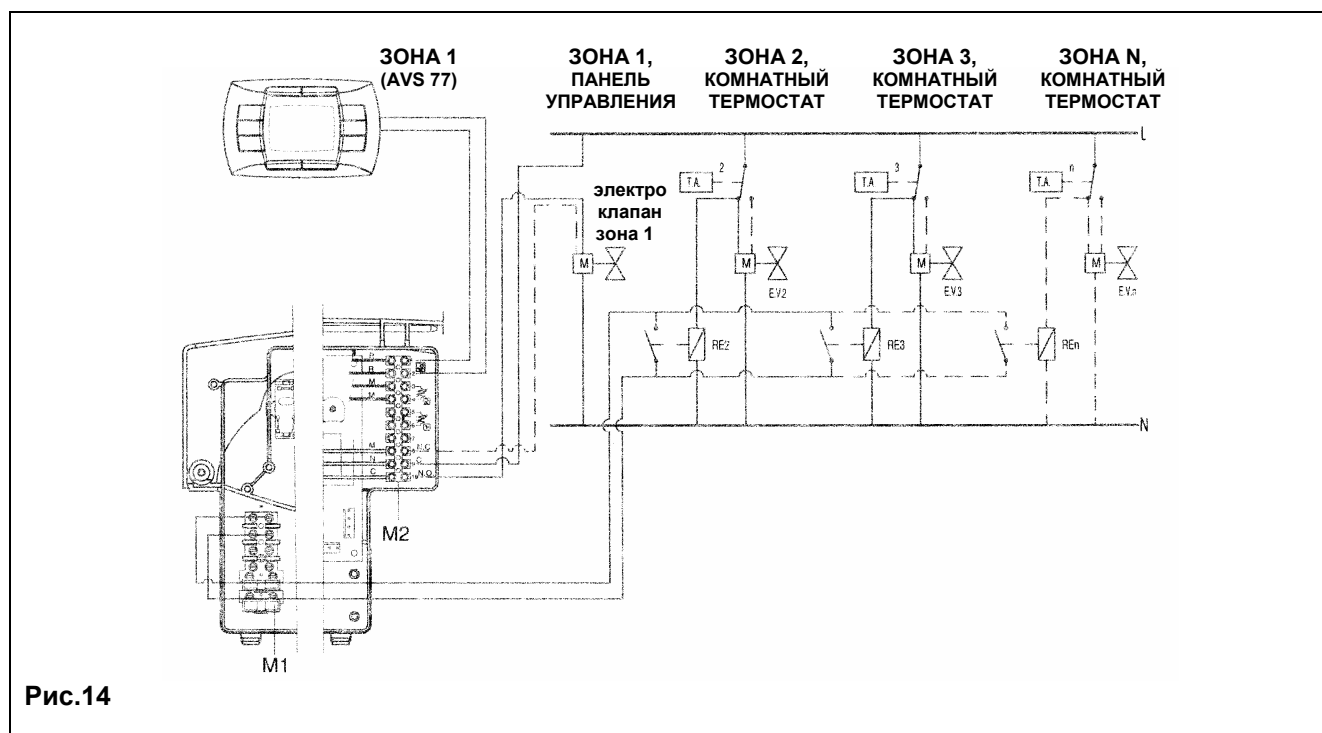 ЗОНА 1
(AVS 77)
ЗОНА 1,
ПАНЕЛЬ
УПРАВЛЕНИЯ
ЗОНА 2,
КОМНАТНЫЙ
ТЕРМОСТАТ
ЗОНА 3,
КОМНАТНЫЙ
ТЕРМОСТАТ
ЗОНА N,
КОМНАТНЫЙ
ТЕРМОСТАТ
L
T.A.
2
T.A
3
T.A.
n
электро
клапан
зона 1
M
M
M
M
E.V.2
E.V.3
E.V.n
RE2
RE3
REn
N
R
M
M
N
C
N.C
C
N.O.
M2
M1
Рис.14